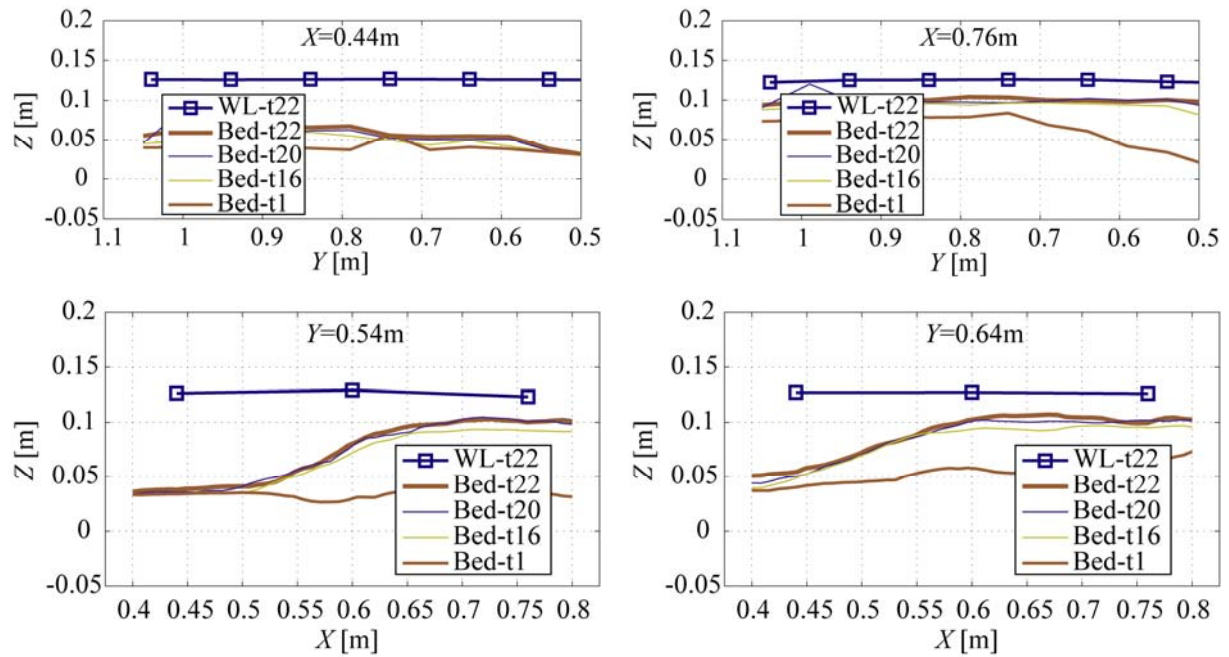 0.2
X=0.44m
0.15
0.1
0.05
0
-0.05
Z [m]
WL-t22
Bed-t22
Bed-t20
Bed-t16
Bed-t1
1.1 1 0.9 0.8 0.7 0.6 0.5
Y [m]
0.2
X=0.76m
0.15
0.1
0.05
0
-0.05
Z [m]
WL-t22
Bed-t22
Bed-t20
Bed-t16
Bed-t1
1.1 1 0.9 0.8 0.7 0.6 0.5
Y [m]
0.2
Y=0.54m
0.15
0.1
0.05
0
-0.05
Z [m]
WL-t22
Bed-t22
Bed-t20
Bed-t16
Bed-t1
0.4 0.45 0.5 0.55 0.6 0.65 0.7 0.75 0.8
X [m]
0.2
Y=0.64m
0.15
0.1
0.05
0
-0.05
Z [m]
WL-t22
Bed-t22
Bed-t20
Bed-t16
Bed-t1
0.4 0.45 0.5 0.55 0.6 0.65 0.7 0.75 0.8
X [m]